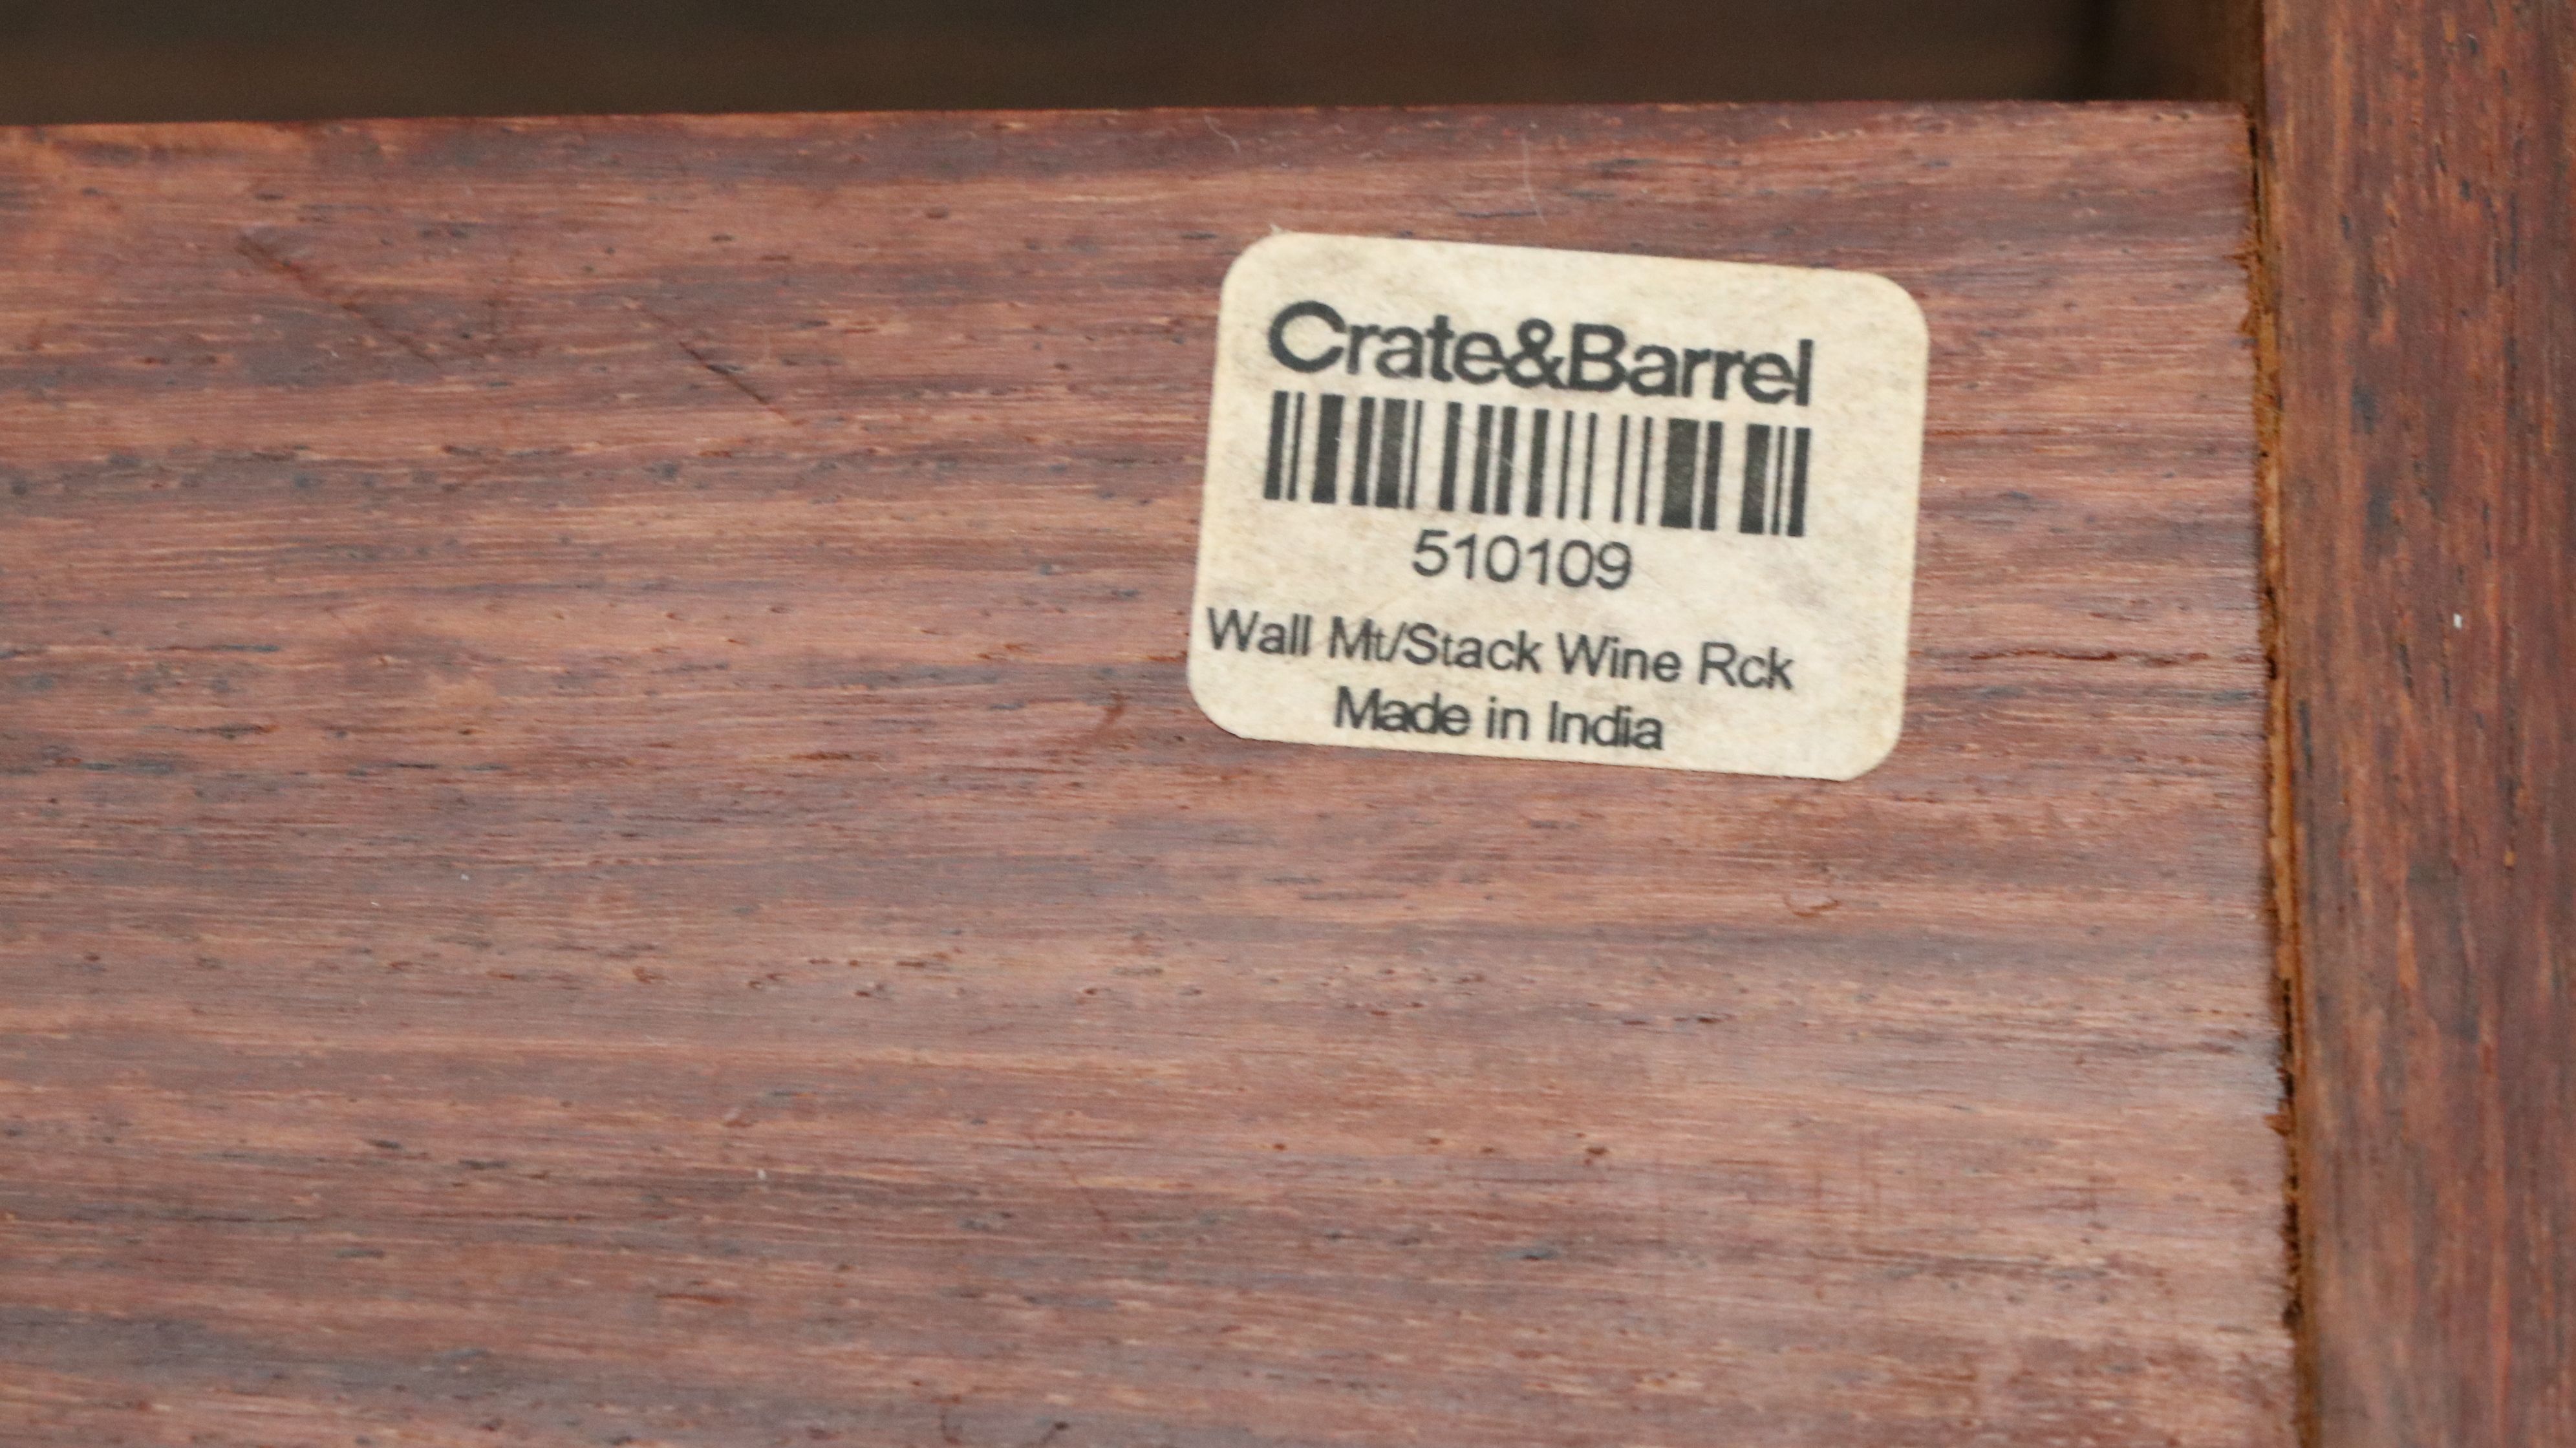 Crate&Barrel
510109
Wall Mt/Stack Wine Rck
Made in India